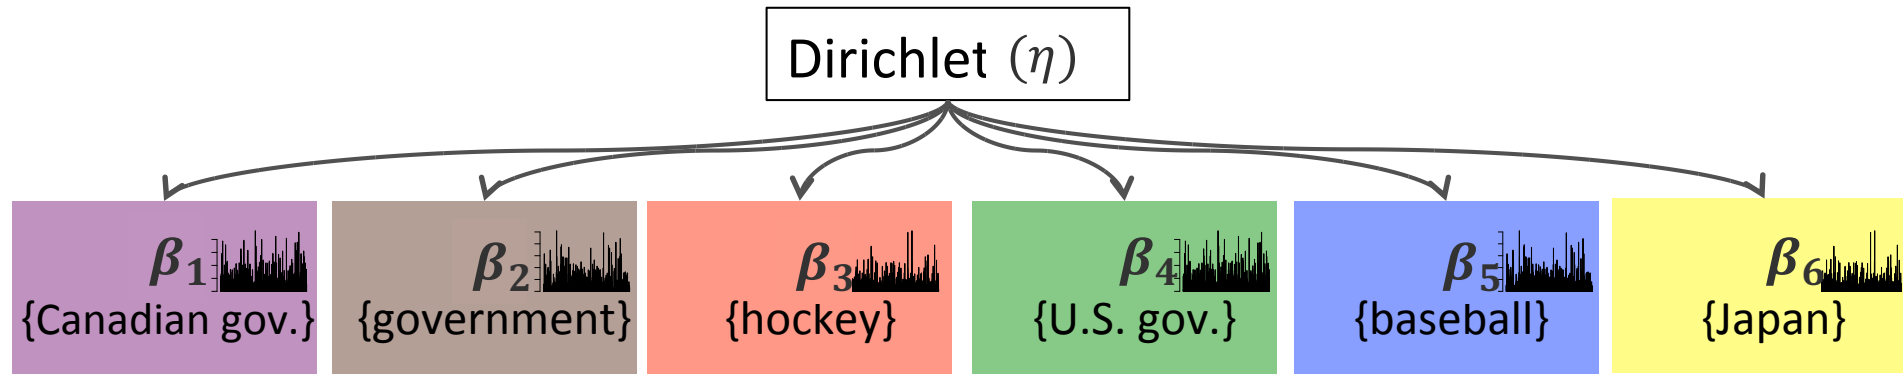 Dirichlet (η)
β₁
{Canadian gov.}
β₂
{government}
β₃
{hockey}
β₄
{U.S. gov.}
β₅
{baseball}
β₆
{Japan}